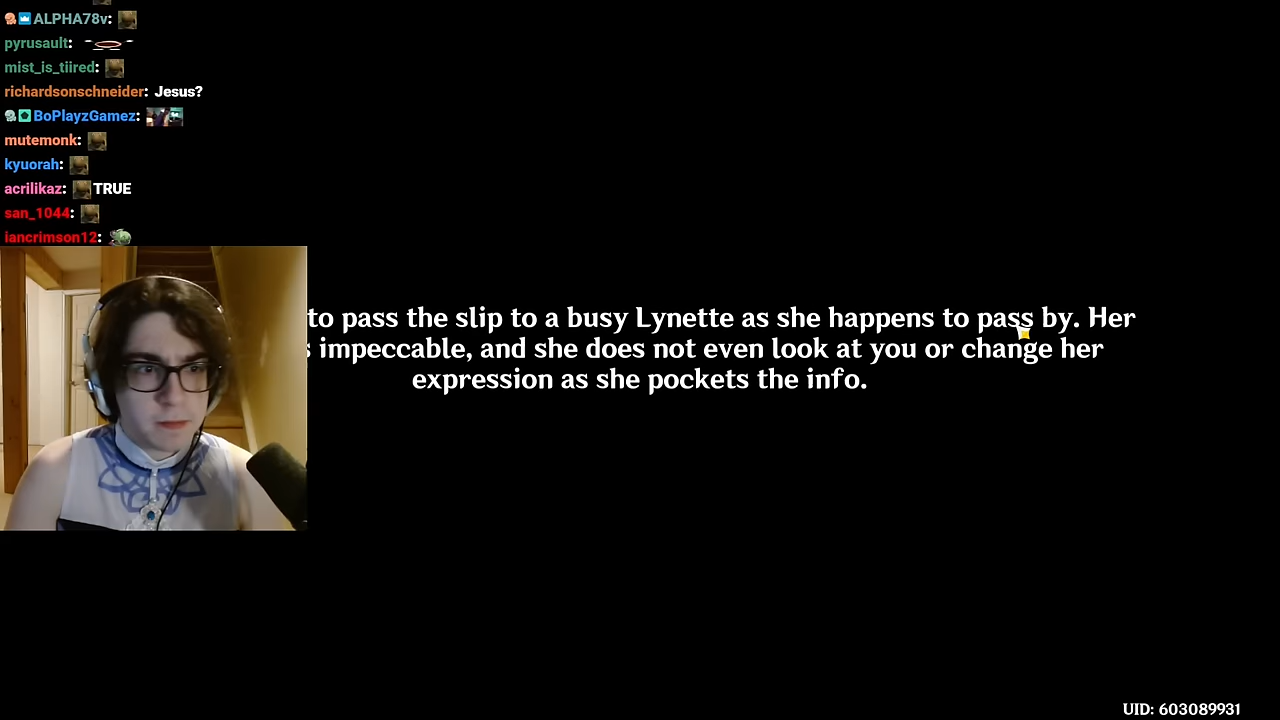 ALPHA78v:
pyrusault:
mist_is_tiired:
richardsonschneider: Jesus?
BoPlayzGamez:
mutemonk:
kyuorah:
acrilikaz: TRUE
san_1044:
iancrimson12:
to pass the slip to a busy Lynette as she happens to pass by. Her
impeccable, and she does not even look at you or change her
expression as she pockets the info.
UID: 603089931